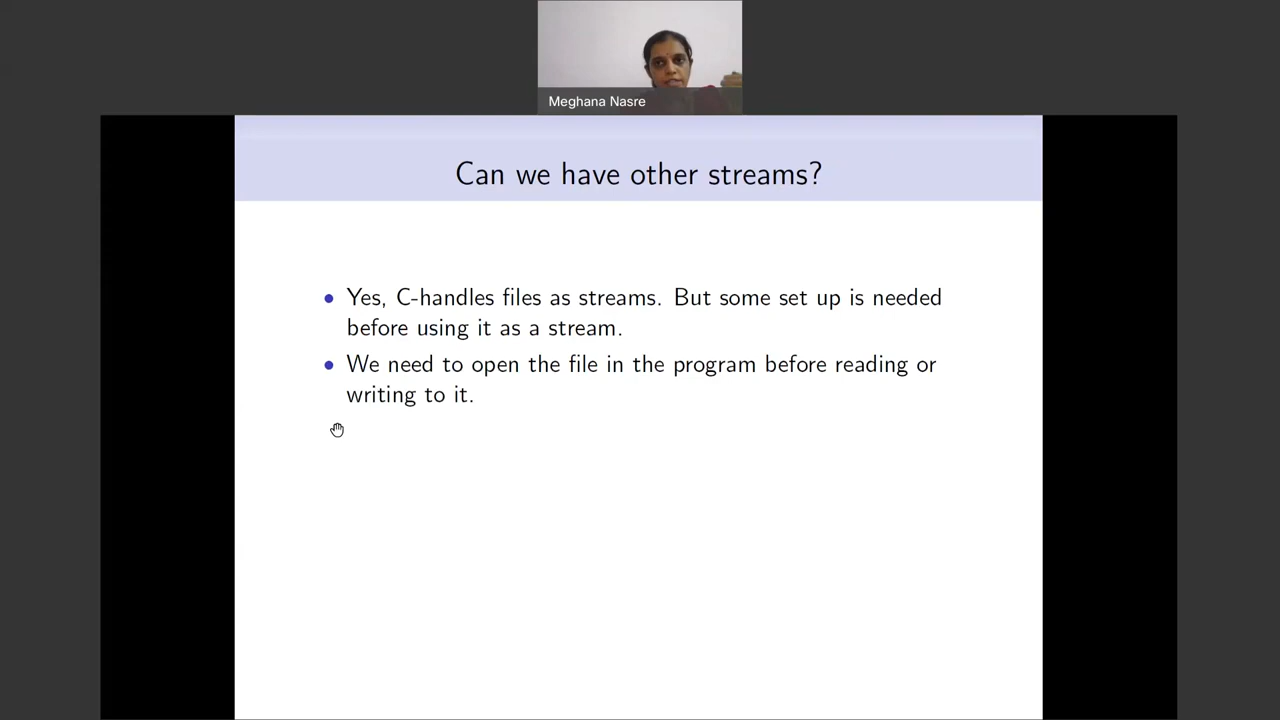 Meghana Nasre
Can we have other streams?
• Yes, C-handles files as streams. But some set up is needed
before using it as a stream.
• We need to open the file in the program before reading or
writing to it.